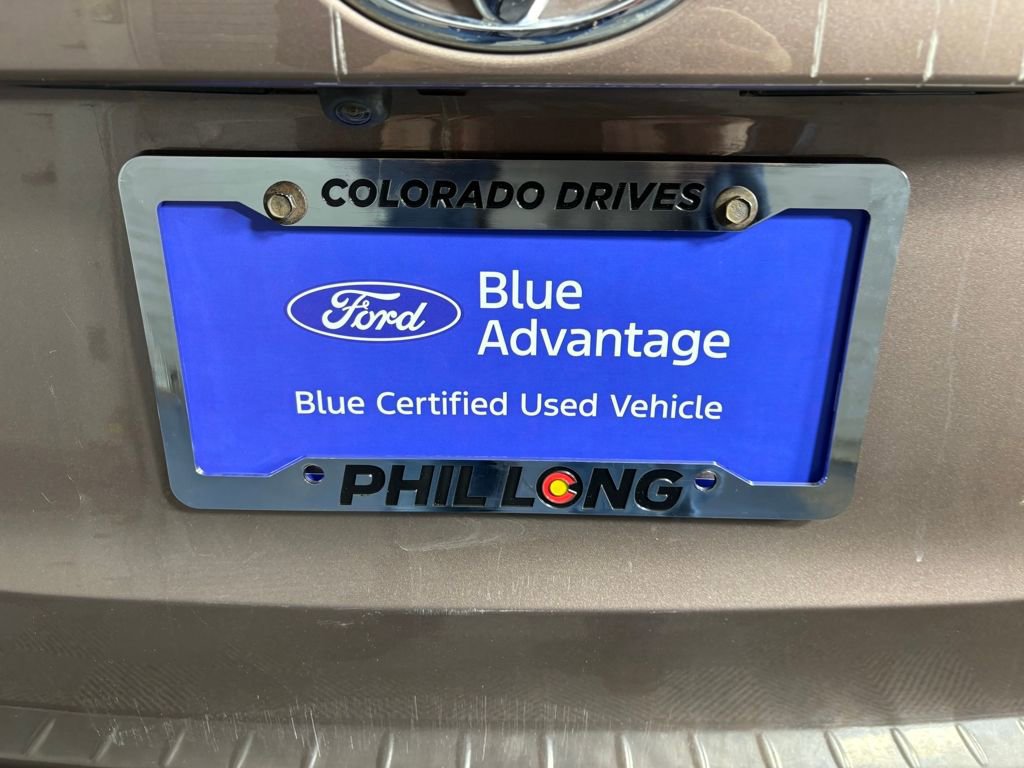 COLORADO DRIVES
Ford
Blue
Advantage
Blue Certified Used Vehicle
PHIL LONG